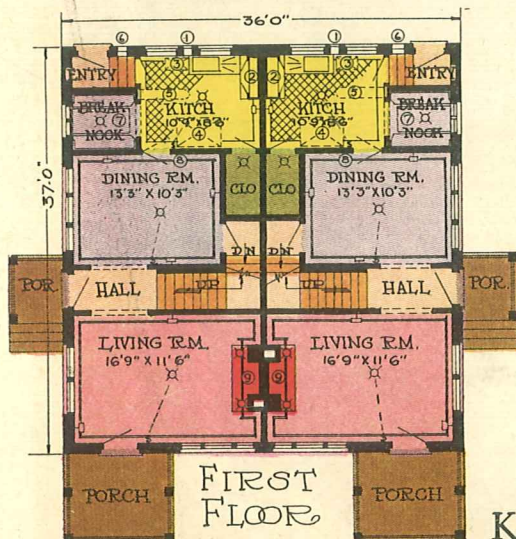 36'0"
⑥ ① ① ⑥
37'.0"
ENTRY ③ ② ② ③ ENTRY
⑤ ⑤
BREAK. NOOK ⑦
KITCH
④
KITCH
④
BREAK. NOOK ⑦
⑧ ⑧
DINING RM.
13'3" X 10'3"
CLO
CLO
DINING RM.
13'3" X 10'3"
DN DN
POR. HALL UP UP HALL POR.
LIVING RM.
16'9" X 11'6"
⑨ ⑨
LIVING RM.
16'9" X 11'6"
PORCH
FIRST
FLOOR
PORCH
K